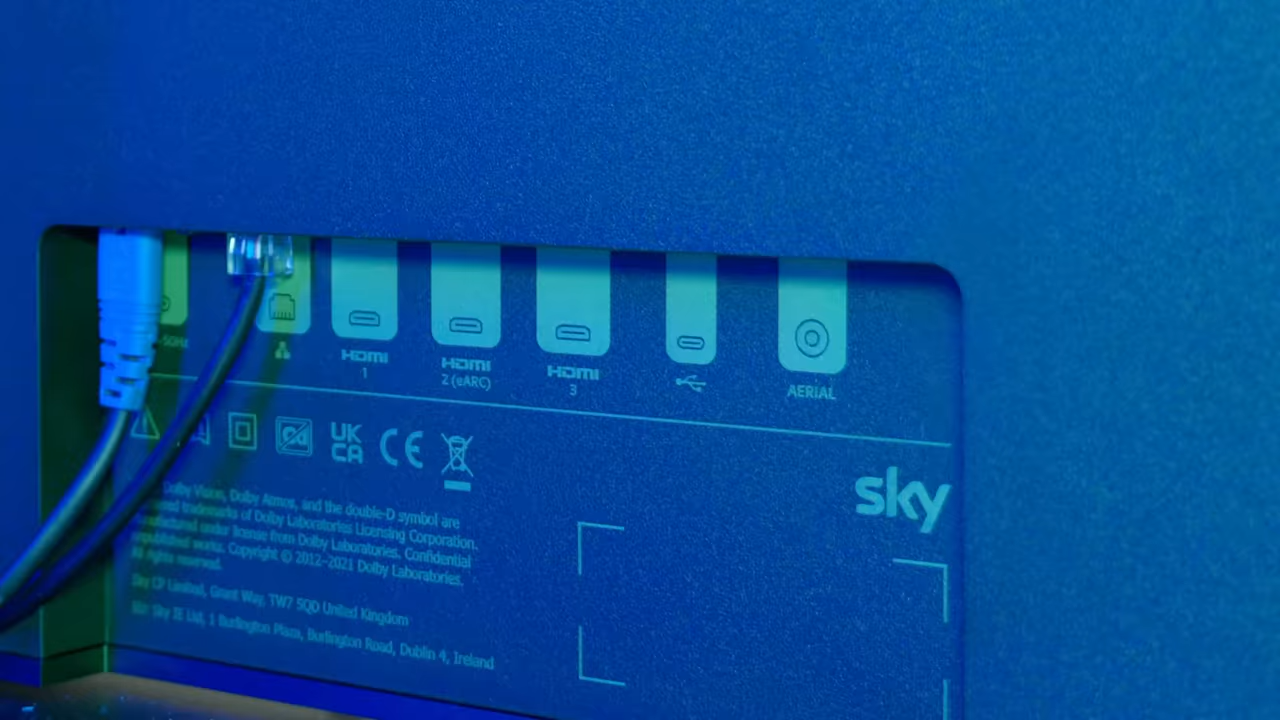 HDMI
1
HDMI
2 (eARC)
HDMI
3
AERIAL
UK
CA
CE
sky
Dolby Vision, Dolby Atmos, and the double-D symbol are
trademarks of Dolby Laboratories Licensing Corporation.
under license from Dolby Laboratories. Confidential
works. Copyright © 2012-2021 Dolby Laboratories.
All rights reserved.
Sky CP Limited, Grant Way, TW7 5QD United Kingdom
Sky IE Ltd, 1 Burlington Plaza, Burlington Road, Dublin 4, Ireland